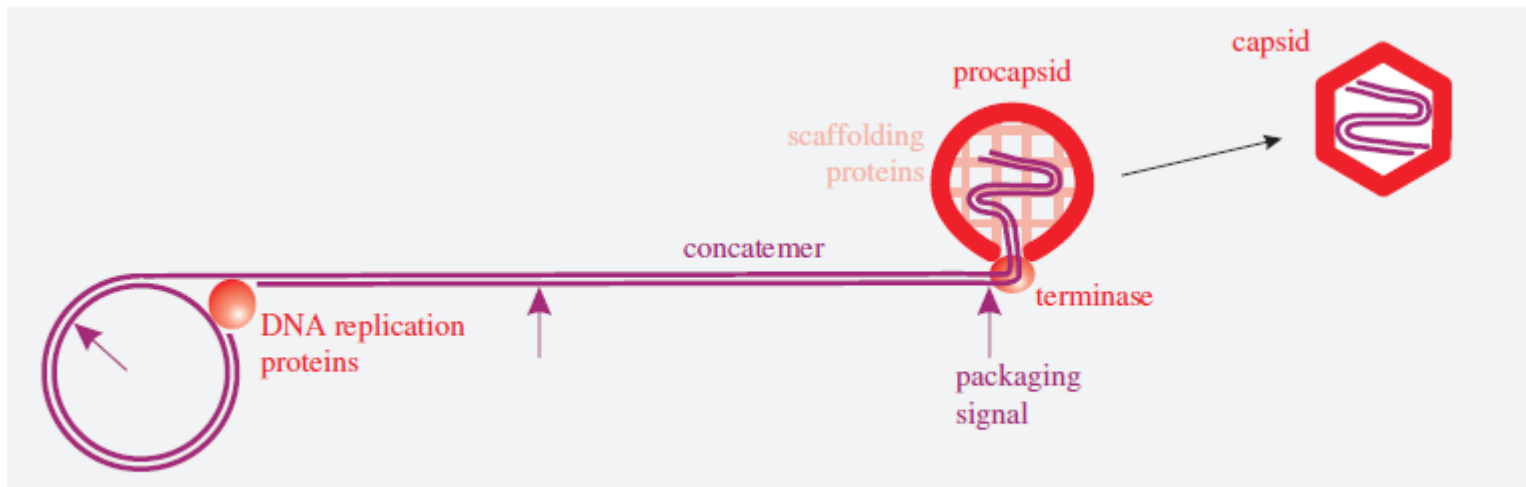 capsid
procapsid
scaffolding
proteins
concatemer
terminase
DNA replication
proteins
packaging
signal